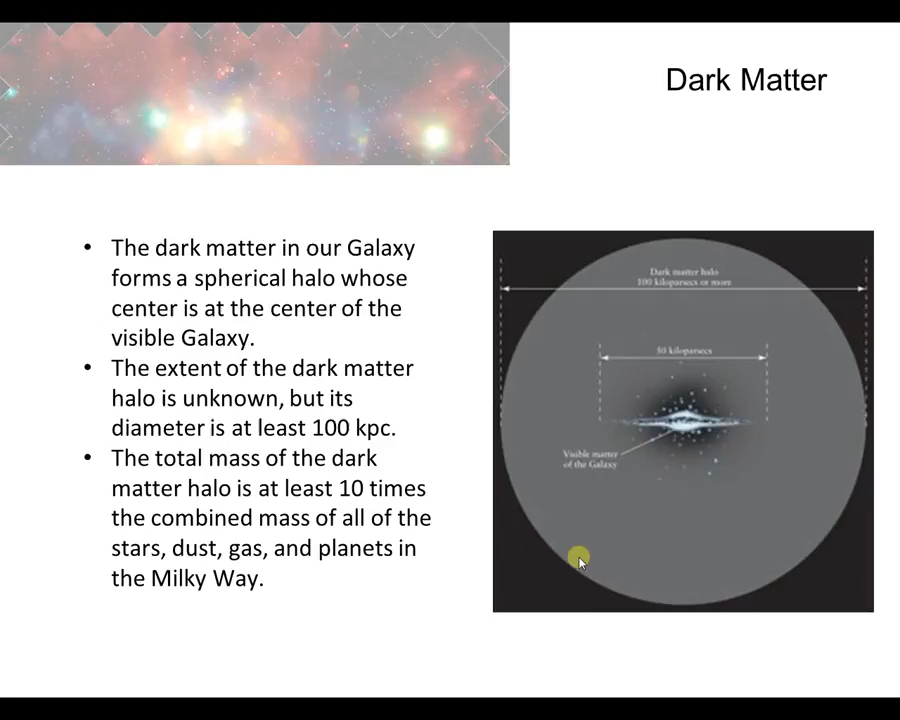 Dark Matter
• The dark matter in our Galaxy
forms a spherical halo whose
center is at the center of the
visible Galaxy.
• The extent of the dark matter
halo is unknown, but its
diameter is at least 100 kpc.
• The total mass of the dark
matter halo is at least 10 times
the combined mass of all of the
stars, dust, gas, and planets in
the Milky Way.
Dark matter halo
100 kiloparsecs or more
50 kiloparsecs
Visible matter
of the Galaxy